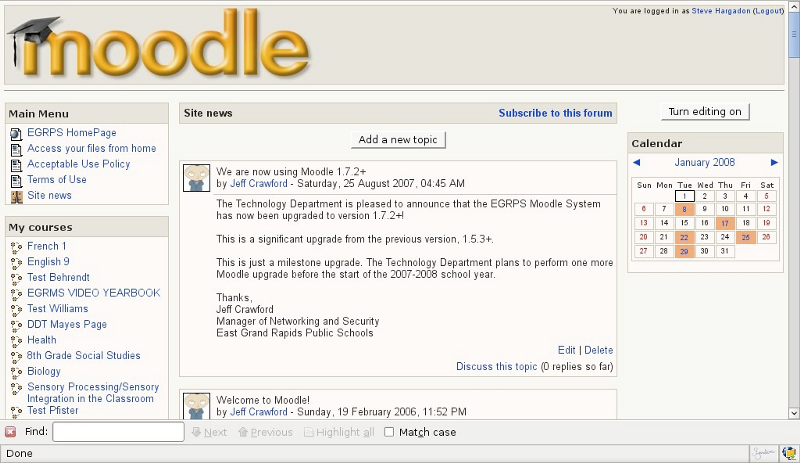 moodle
You are logged in as Steve Hargadon (Logout)
Main Menu
EGRPS HomePage
Access your files from home
Acceptable Use Policy
Terms of Use
Site news
My courses
French 1
English 9
Test Behrendt
EGRMS VIDEO YEARBOOK
Test Williams
DDT Mayes Page
Health
8th Grade Social Studies
Biology
Sensory Processing/Sensory
Integration in the Classroom
Test Pfister
Site news Subscribe to this forum
Add a new topic
We are now using Moodle 1.7.2+
by Jeff Crawford - Saturday, 25 August 2007, 04:45 AM
The Technology Department is pleased to announce that the EGRPS Moodle System
has now been upgraded to version 1.7.2+!
This is a significant upgrade from the previous version, 1.5.3+.
This is just a milestone upgrade. The Technology Department plans to perform one more
Moodle upgrade before the start of the 2007-2008 school year.
Thanks,
Jeff Crawford
Manager of Networking and Security
East Grand Rapids Public Schools
Edit | Delete
Discuss this topic (0 replies so far)
Welcome to Moodle!
by Jeff Crawford - Sunday, 19 February 2006, 11:52 PM
Turn editing on
Calendar
◄ January 2008 ►
Sun Mon Tue Wed Thu Fri Sat
1 2 3 4 5
6 7 8 9 10 11 12
13 14 15 16 17 18 19
20 21 22 23 24 25 26
27 28 29 30 31
Find: Next Previous Highlight all Match case
Done